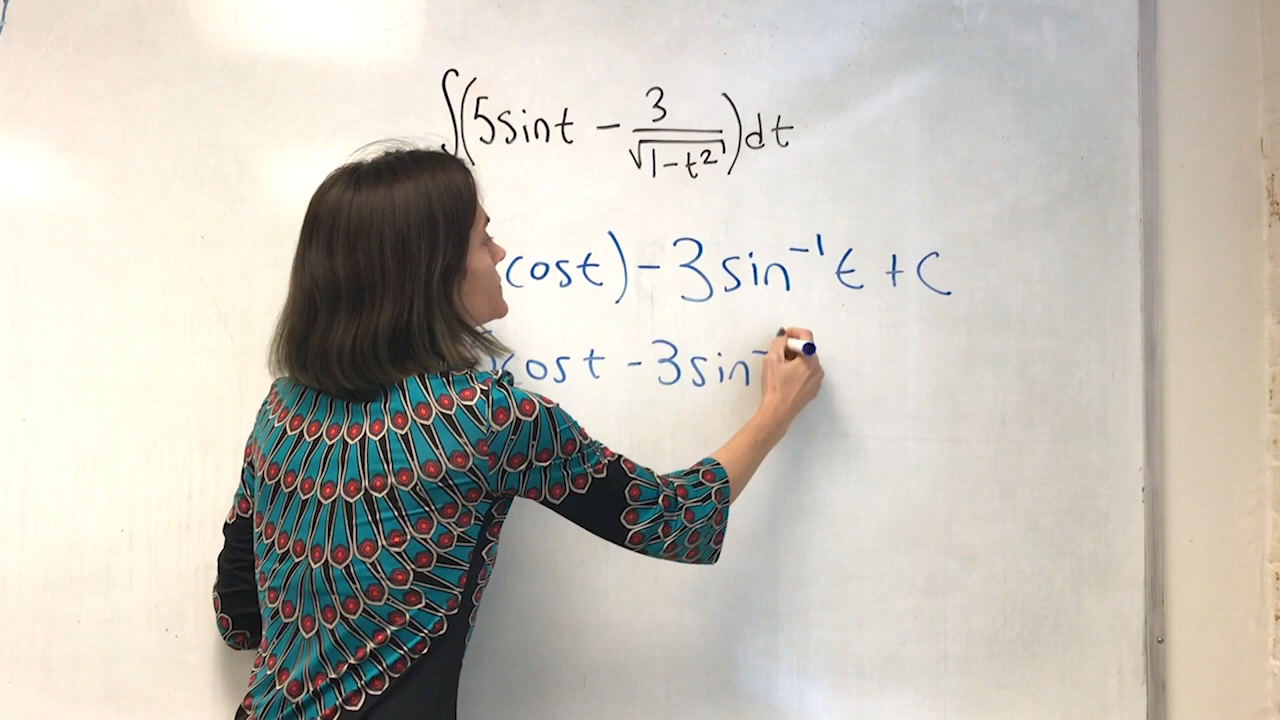 ∫(5sint - 3/√(1-t²))dt
cost) - 3sin⁻¹t + C
cost - 3sin⁻